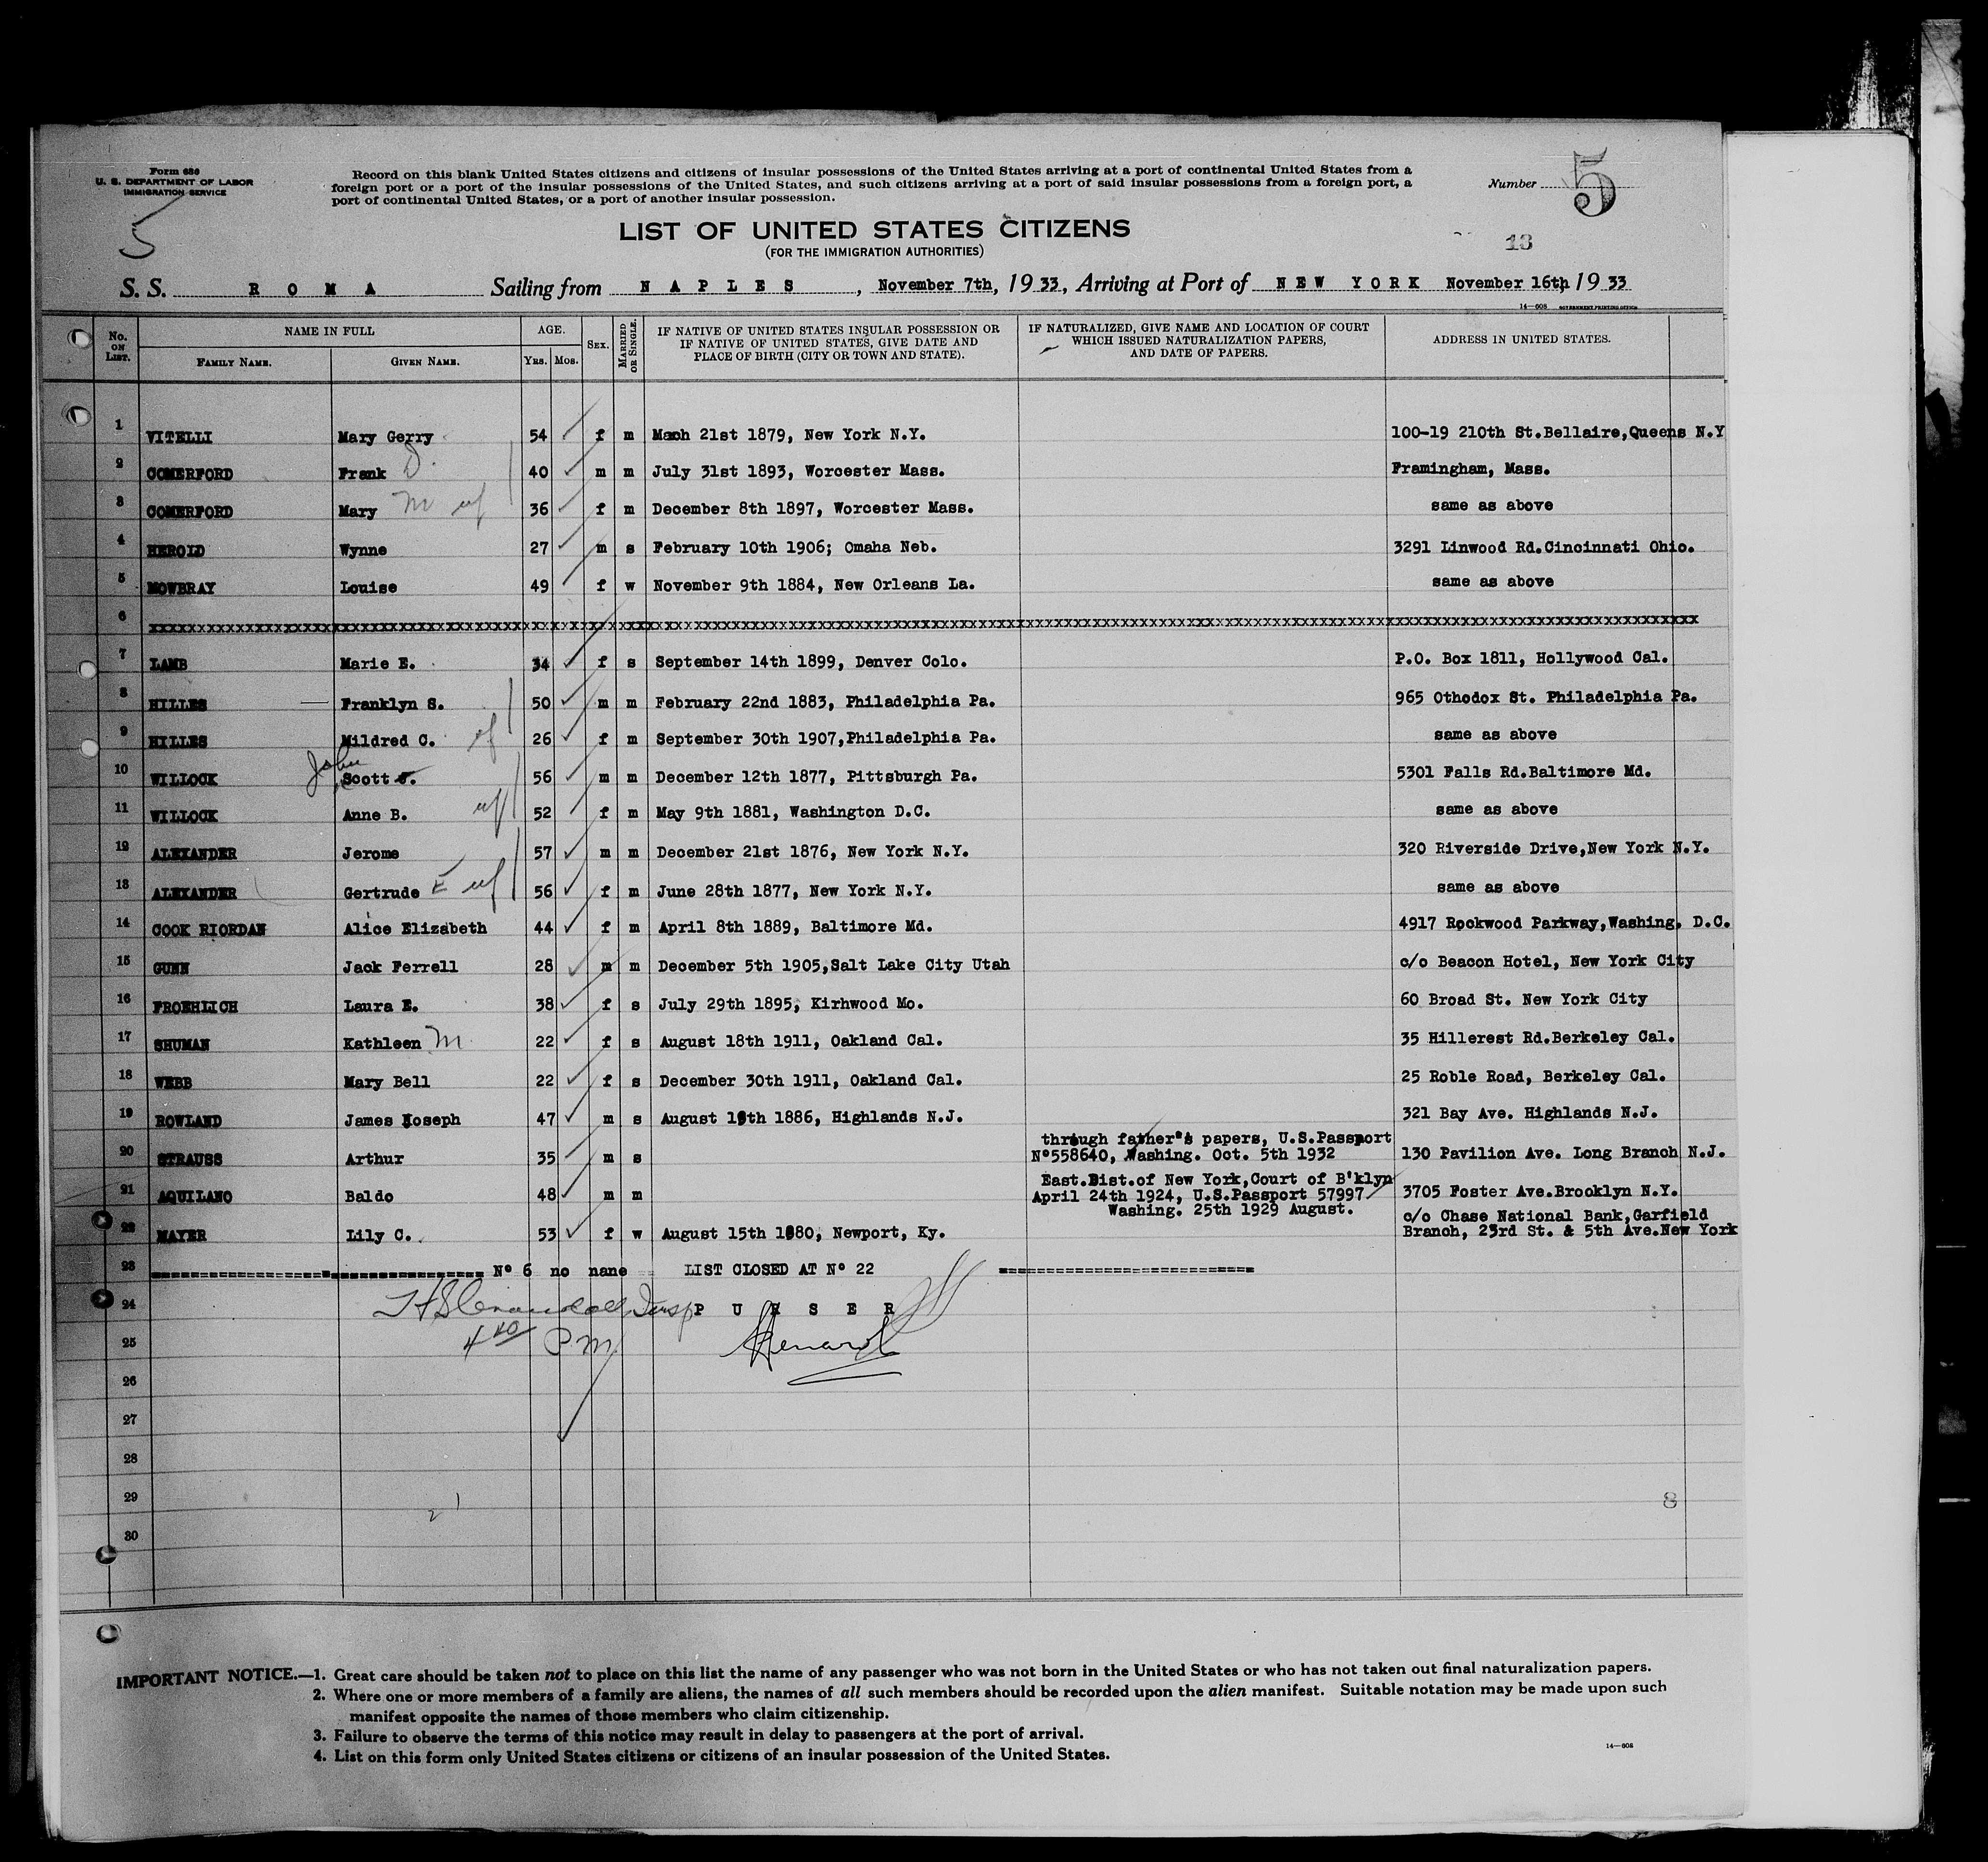 Form 686
U. S. DEPARTMENT OF LABOR
IMMIGRATION SERVICE
5
Record on this blank United States citizens and citizens of insular possessions of the United States arriving at a port of continental United States from a
foreign port or a port of the insular possessions of the United States, and such citizens arriving at a port of said insular possessions from a foreign port, a
port of continental United States, or a port of another insular possession.
Number 5
LIST OF UNITED STATES CITIZENS
(FOR THE IMMIGRATION AUTHORITIES)
13
S. S. R O M A Sailing from N A P L E S , November 7th, 19 33, Arriving at Port of N E W Y O R K November 16th, 19 33
14—608 GOVERNMENT PRINTING OFFICE
No. ON LIST. NAME IN FULL FAMILY NAME. GIVEN NAME. AGE. YRS. MOS. SEX. MARRIED OR SINGLE. IF NATIVE OF UNITED STATES INSULAR POSSESSION OR IF NATIVE OF UNITED STATES, GIVE DATE AND PLACE OF BIRTH (CITY OR TOWN AND STATE). IF NATURALIZED, GIVE NAME AND LOCATION OF COURT WHICH ISSUED NATURALIZATION PAPERS, AND DATE OF PAPERS. ADDRESS IN UNITED STATES.
1 VITELLI Mary Gerry 54 f m Mach 21st 1879, New York N.Y. 100-19 210th St.Bellaire,Queens N.Y
2 COMERFORD Frank D. 40 m m July 31st 1893, Worcester Mass. Framingham, Mass.
3 COMERFORD Mary M wf 36 f m December 8th 1897, Worcester Mass. same as above
4 HEROLD Wynne 27 m s February 10th 1906; Omaha Neb. 3291 Linwood Rd.Cincinnati Ohio.
5 MOWBRAY Louise 49 f w November 9th 1884, New Orleans La. same as above
6 xxxxxxxxxxxxxxxxxxxxxxxxxxxxxxxxxxxxxxxxxxxxxxxxxxxxxxxxxxxxxxxx
7 LAMB Marie E. 34 f s September 14th 1899, Denver Colo. P.O. Box 1811, Hollywood Cal.
8 HILLES Franklyn S. 50 m m February 22nd 1883, Philadelphia Pa. 965 Othodox St. Philadelphia Pa.
9 HILLES Mildred C. wf 26 f m September 30th 1907,Philadelphia Pa. same as above
10 WILLOCK John Scott 56 m m December 12th 1877, Pittsburgh Pa. 5301 Falls Rd.Baltimore Md.
11 WILLOCK Anne B. wf 52 f m May 9th 1881, Washington D.C. same as above
12 ALEXANDER Jerome 57 m m December 21st 1876, New York N.Y. 320 Riverside Drive,New York N.Y.
13 ALEXANDER Gertrude E wf 56 f m June 28th 1877, New York N.Y. same as above
14 COOK RIORDAN Alice Elizabeth 44 f m April 8th 1889, Baltimore Md. 4917 Rockwood Parkway,Washing. D.C.
15 GUNN Jack Ferrell 28 m m December 5th 1905,Salt Lake City Utah c/o Beacon Hotel, New York City
16 FROEHLICH Laura E. 38 f s July 29th 1895, Kirhwood Mo. 60 Broad St. New York City
17 SHUMAN Kathleen M 22 f s August 18th 1911, Oakland Cal. 35 Hillerest Rd.Berkeley Cal.
18 WEBB Mary Bell 22 f s December 30th 1911, Oakland Cal. 25 Roble Road, Berkeley Cal.
19 ROWLAND James Joseph 47 m s August 19th 1886, Highlands N.J. 321 Bay Ave. Highlands N.J.
through father's papers, U.S.Passport
20 STRAUSS Arthur 35 m s Nº558640, Washing. Oct. 5th 1932 130 Pavilion Ave. Long Branch N.J.
East.Dist.of New York,Court of B'klyn
21 AQUILANO Baldo 48 m m April 24th 1924, U.S.Passport 57997 3705 Foster Ave.Brooklyn N.Y.
Washing. 25th 1929 August. c/o Chase National Bank,Garfield
22 MAYER Lily C. 53 f w August 15th 1880, Newport, Ky. Branch, 23rd St. & 5th Ave.New York
23 ================== Nº 6 no nane LIST CLOSED AT Nº 22 ==================
24 Insp P U R S E R
25 4 40 P M
26
27
28
29 8
30
IMPORTANT NOTICE.—1. Great care should be taken not to place on this list the name of any passenger who was not born in the United States or who has not taken out final naturalization papers.
2. Where one or more members of a family are aliens, the names of all such members should be recorded upon the alien manifest. Suitable notation may be made upon such
manifest opposite the names of those members who claim citizenship.
3. Failure to observe the terms of this notice may result in delay to passengers at the port of arrival.
4. List on this form only United States citizens or citizens of an insular possession of the United States.
14—608